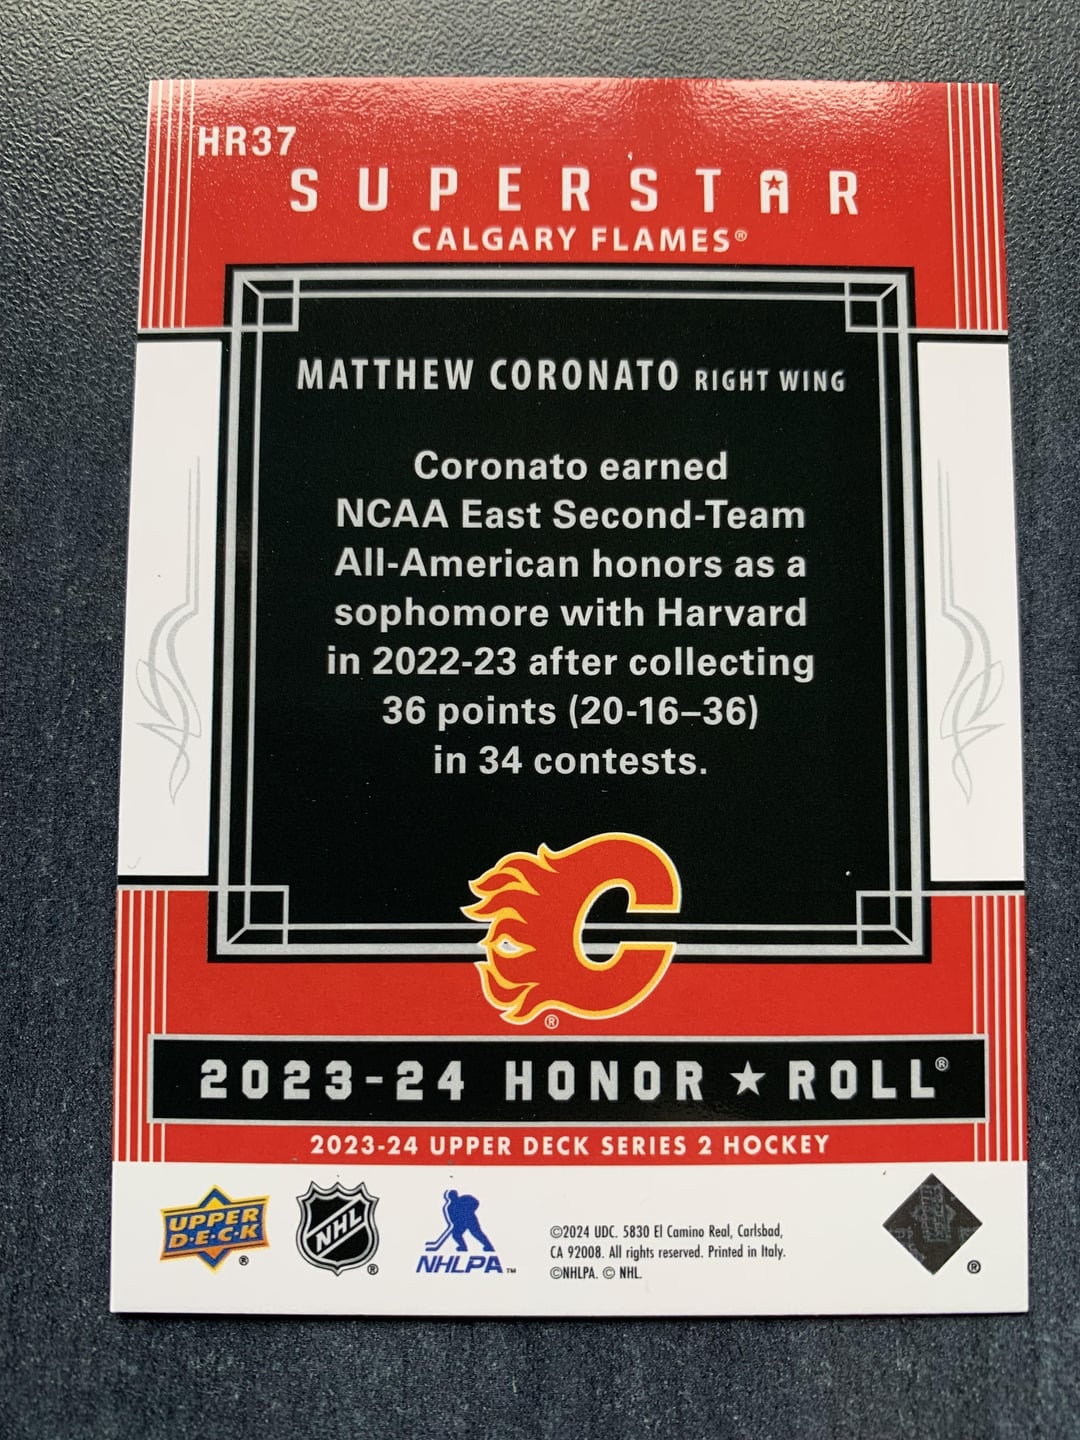 HR37
SUPERSTAR
CALGARY FLAMES®
MATTHEW CORONATO RIGHT WING
Coronato earned
NCAA East Second-Team
All-American honors as a
sophomore with Harvard
in 2022-23 after collecting
36 points (20-16–36)
in 34 contests.
®
2023-24 HONOR ★ ROLL®
2023-24 UPPER DECK SERIES 2 HOCKEY
UPPER
D·E·C·K ®
NHL ®
NHLPA™
©2024 UDC. 5830 El Camino Real, Carlsbad,
CA 92008. All rights reserved. Printed in Italy.
©NHLPA. © NHL.
®